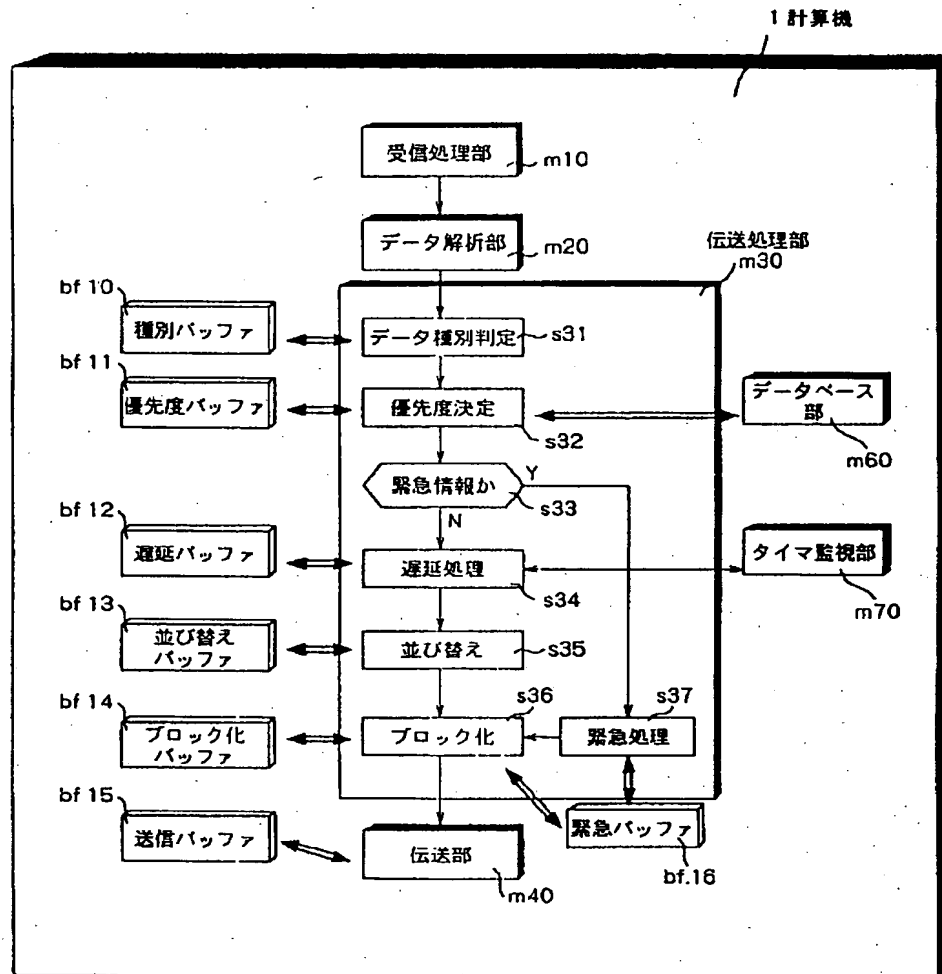 1 計算機
受信処理部
m10
データ解析部
m20
伝送処理部
m30
bf 10
種別バッファ
データ種別判定
s31
bf 11
優先度バッファ
優先度決定
s32
データベース
部
m60
緊急情報か
s33
Y
N
bf 12
遅延バッファ
遅延処理
s34
タイマ監視部
m70
bf 13
並び替え
バッファ
並び替え
s35
bf 14
ブロック化
バッファ
s36
ブロック化
s37
緊急処理
bf 15
送信バッファ
伝送部
m40
緊急バッファ
bf.16